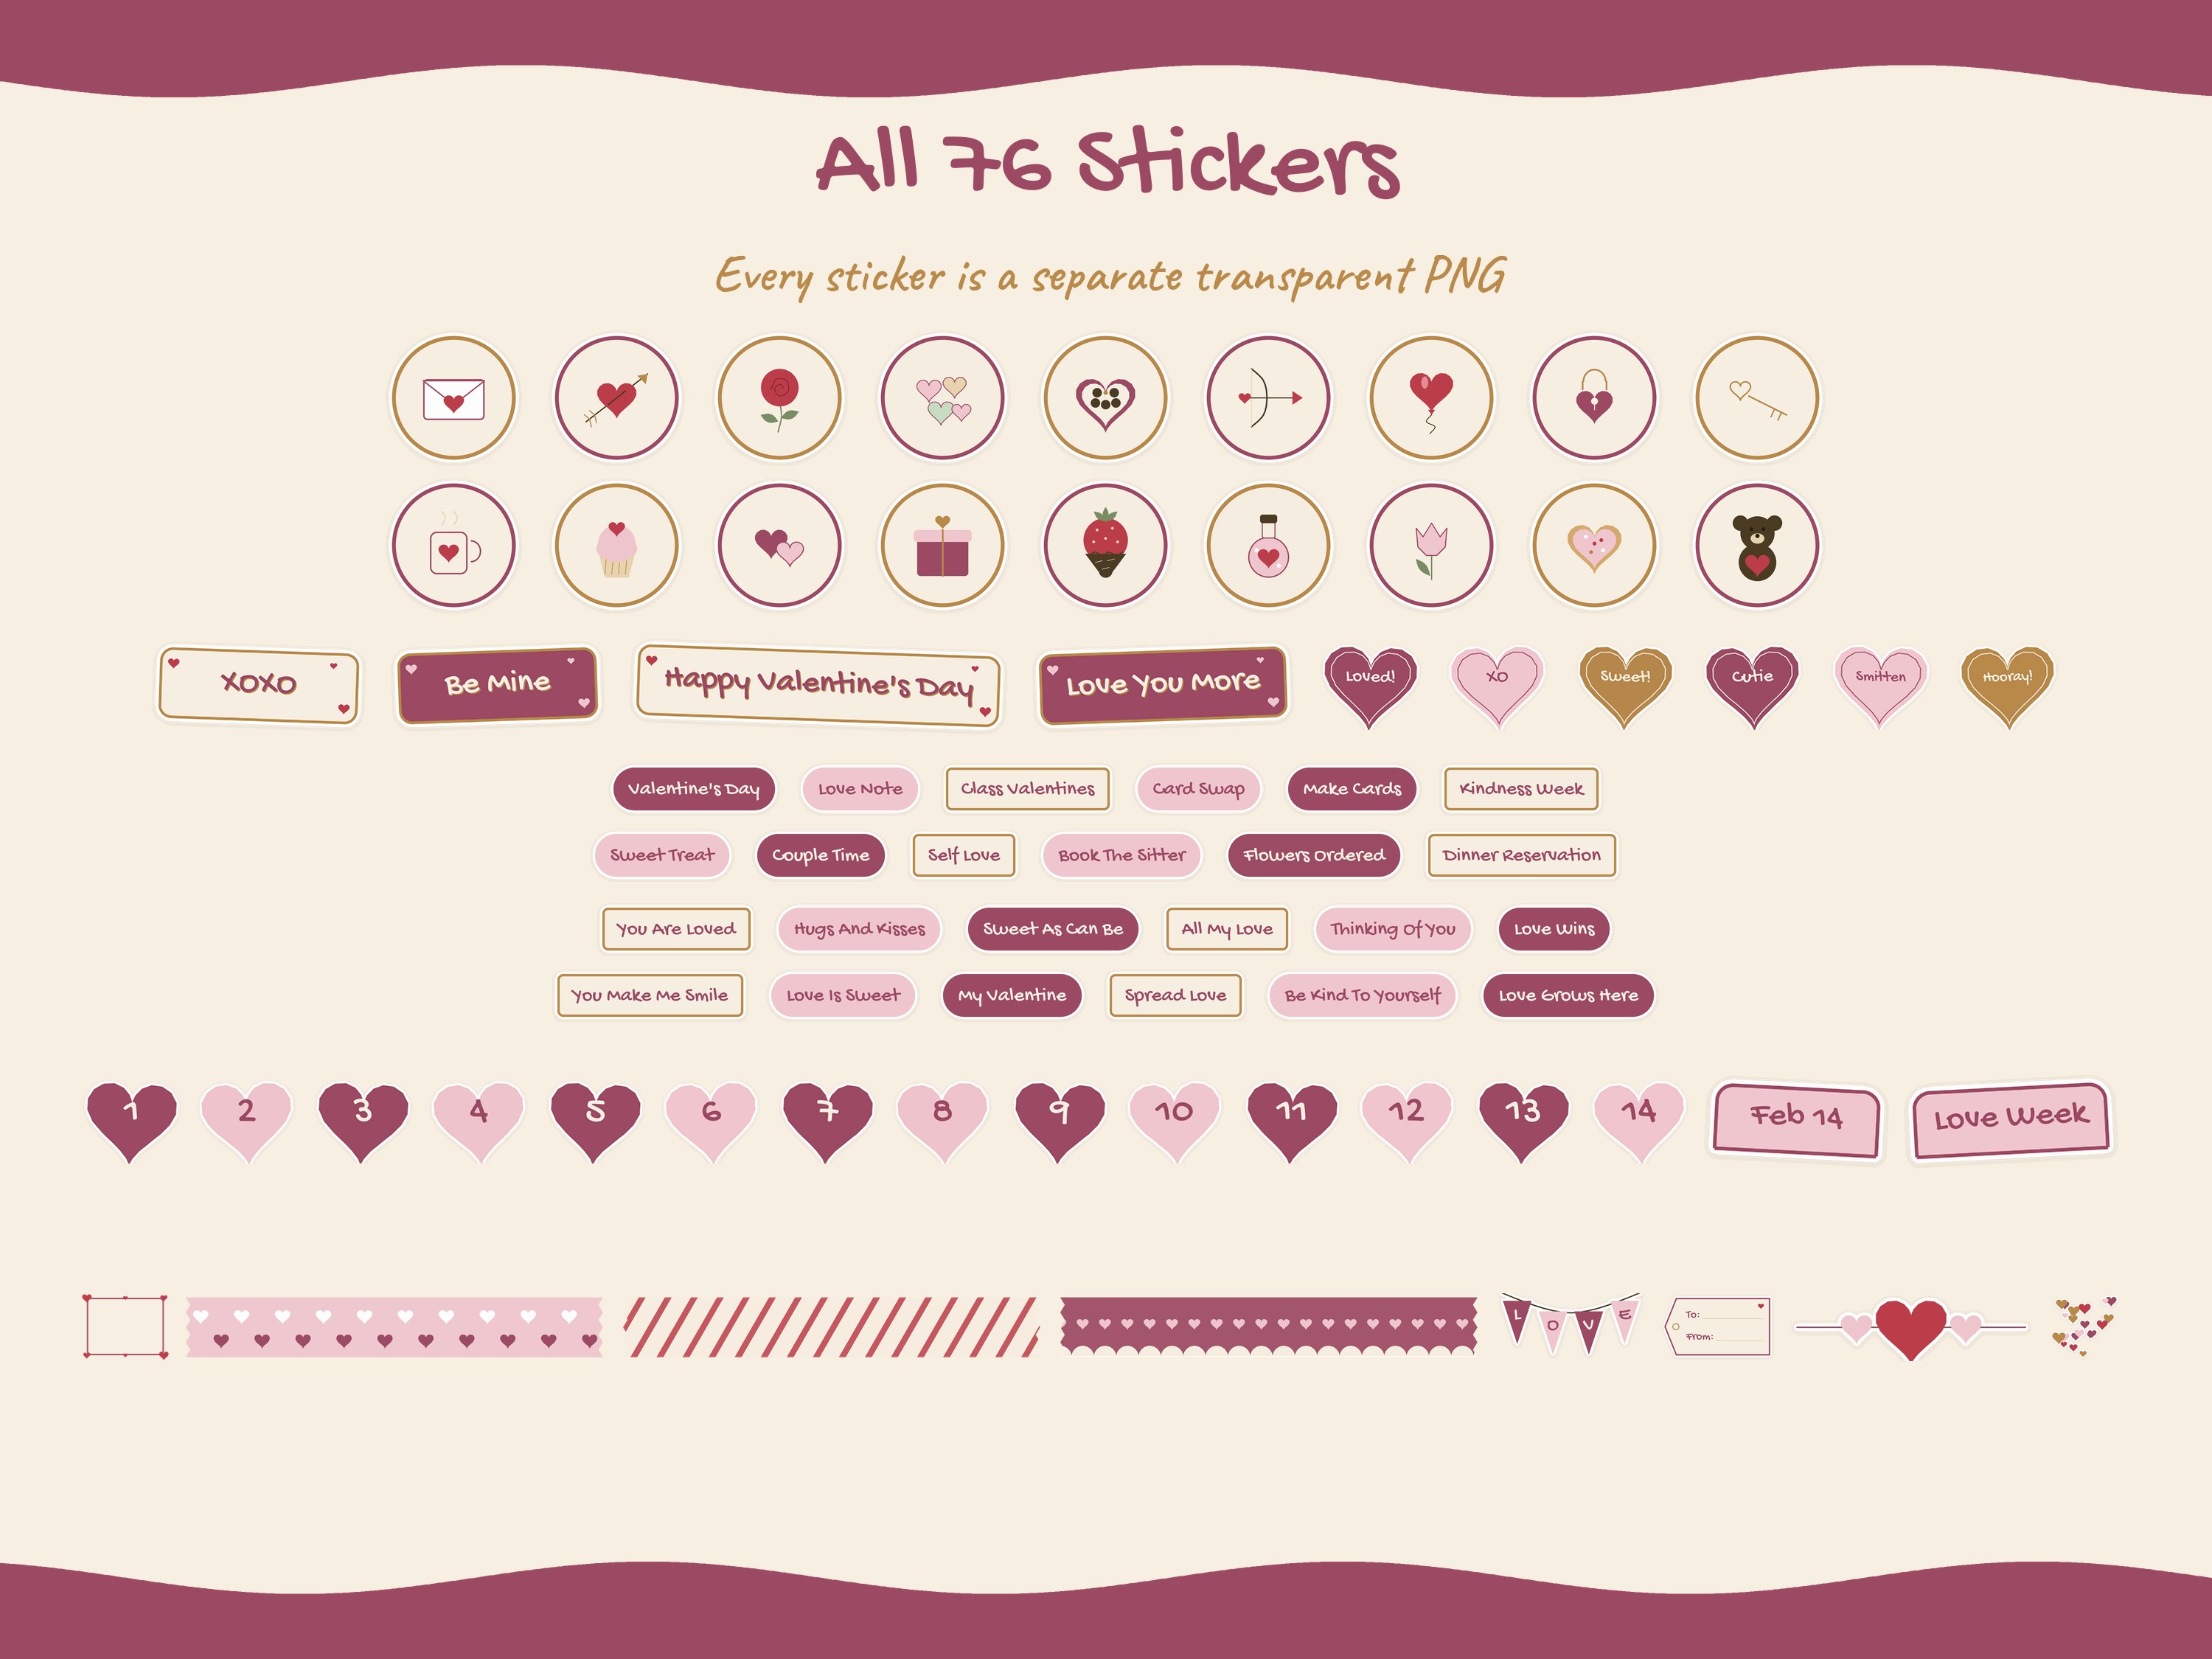 All 76 Stickers
Every sticker is a separate transparent PNG
XOXO Be Mine Happy Valentine's Day Love You More Loved! XO Sweet! Cutie Smitten Hooray!
Valentine's Day Love Note Class Valentines Card Swap Make Cards Kindness Week
Sweet Treat Couple Time Self Love Book The Sitter Flowers Ordered Dinner Reservation
You Are Loved Hugs And Kisses Sweet As Can Be All My Love Thinking Of You Love Wins
You Make Me Smile Love Is Sweet My Valentine Spread Love Be Kind To Yourself Love Grows Here
1 2 3 4 5 6 7 8 9 10 11 12 13 14 Feb 14 Love Week
LOVE
To:
From: